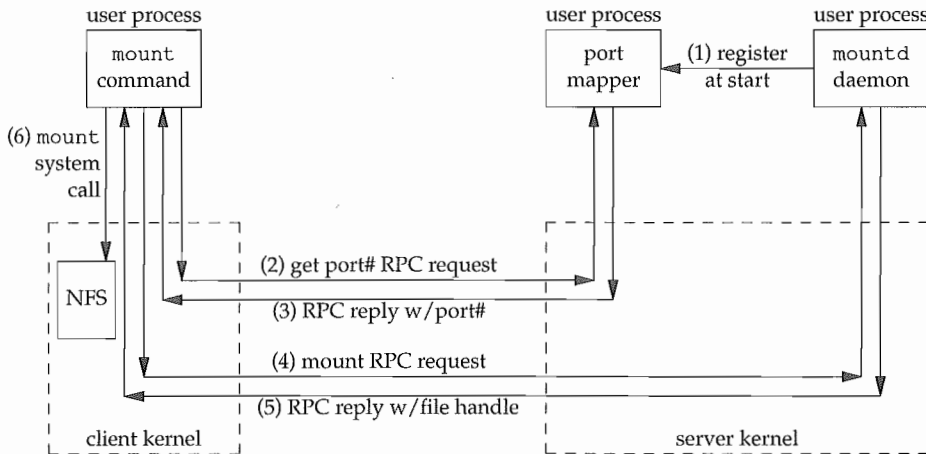 user process
user process
user process
mount
command
port
mapper
(1) register
at start
mountd
daemon
(6) mount
system
call
NFS
(2) get port# RPC request
(3) RPC reply w/port#
(4) mount RPC request
(5) RPC reply w/file handle
client kernel
server kernel